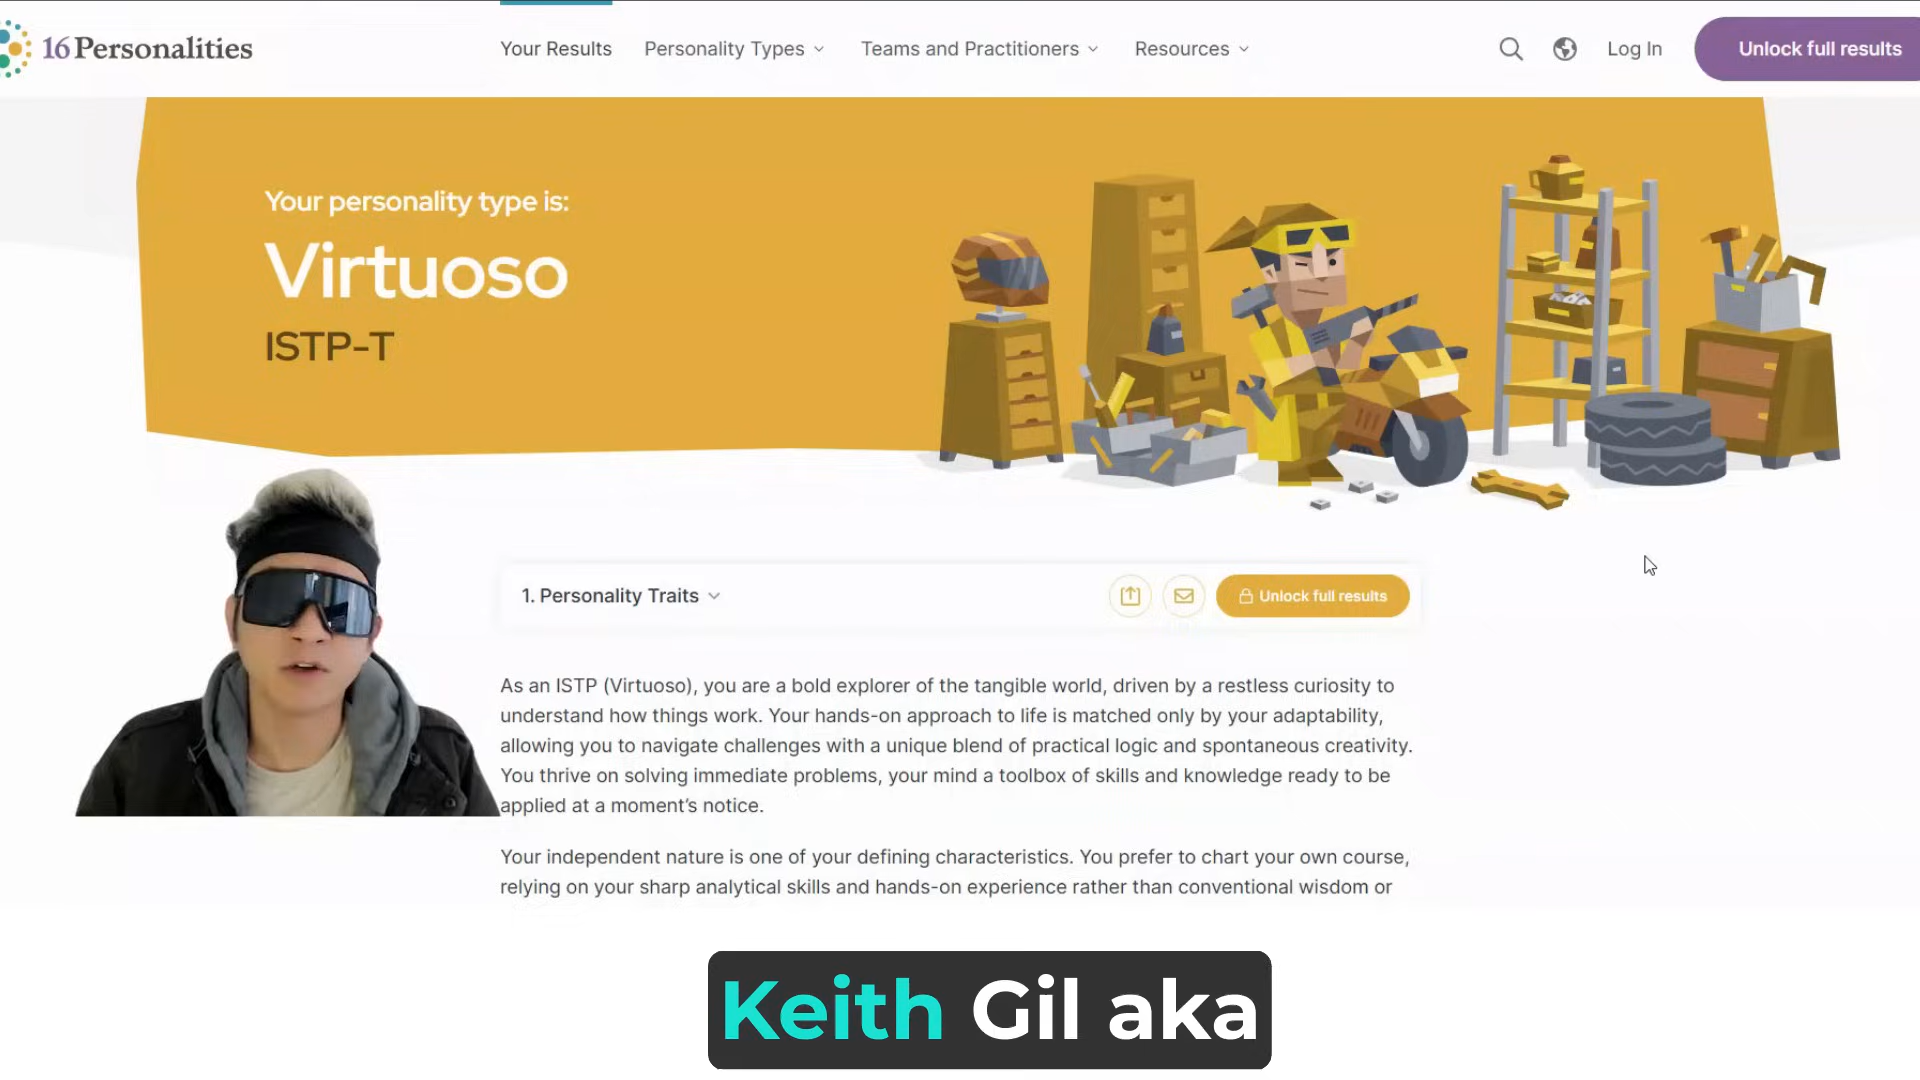 16Personalities
Your Results
Personality Types
Teams and Practitioners
Resources
Log In
Unlock full results
Your personality type is:
Virtuoso
ISTP-T
1. Personality Traits
Unlock full results
As an ISTP (Virtuoso), you are a bold explorer of the tangible world, driven by a restless curiosity to
understand how things work. Your hands-on approach to life is matched only by your adaptability,
allowing you to navigate challenges with a unique blend of practical logic and spontaneous creativity.
You thrive on solving immediate problems, your mind a toolbox of skills and knowledge ready to be
applied at a moment’s notice.
Your independent nature is one of your defining characteristics. You prefer to chart your own course,
relying on your sharp analytical skills and hands-on experience rather than conventional wisdom or
Keith Gil aka